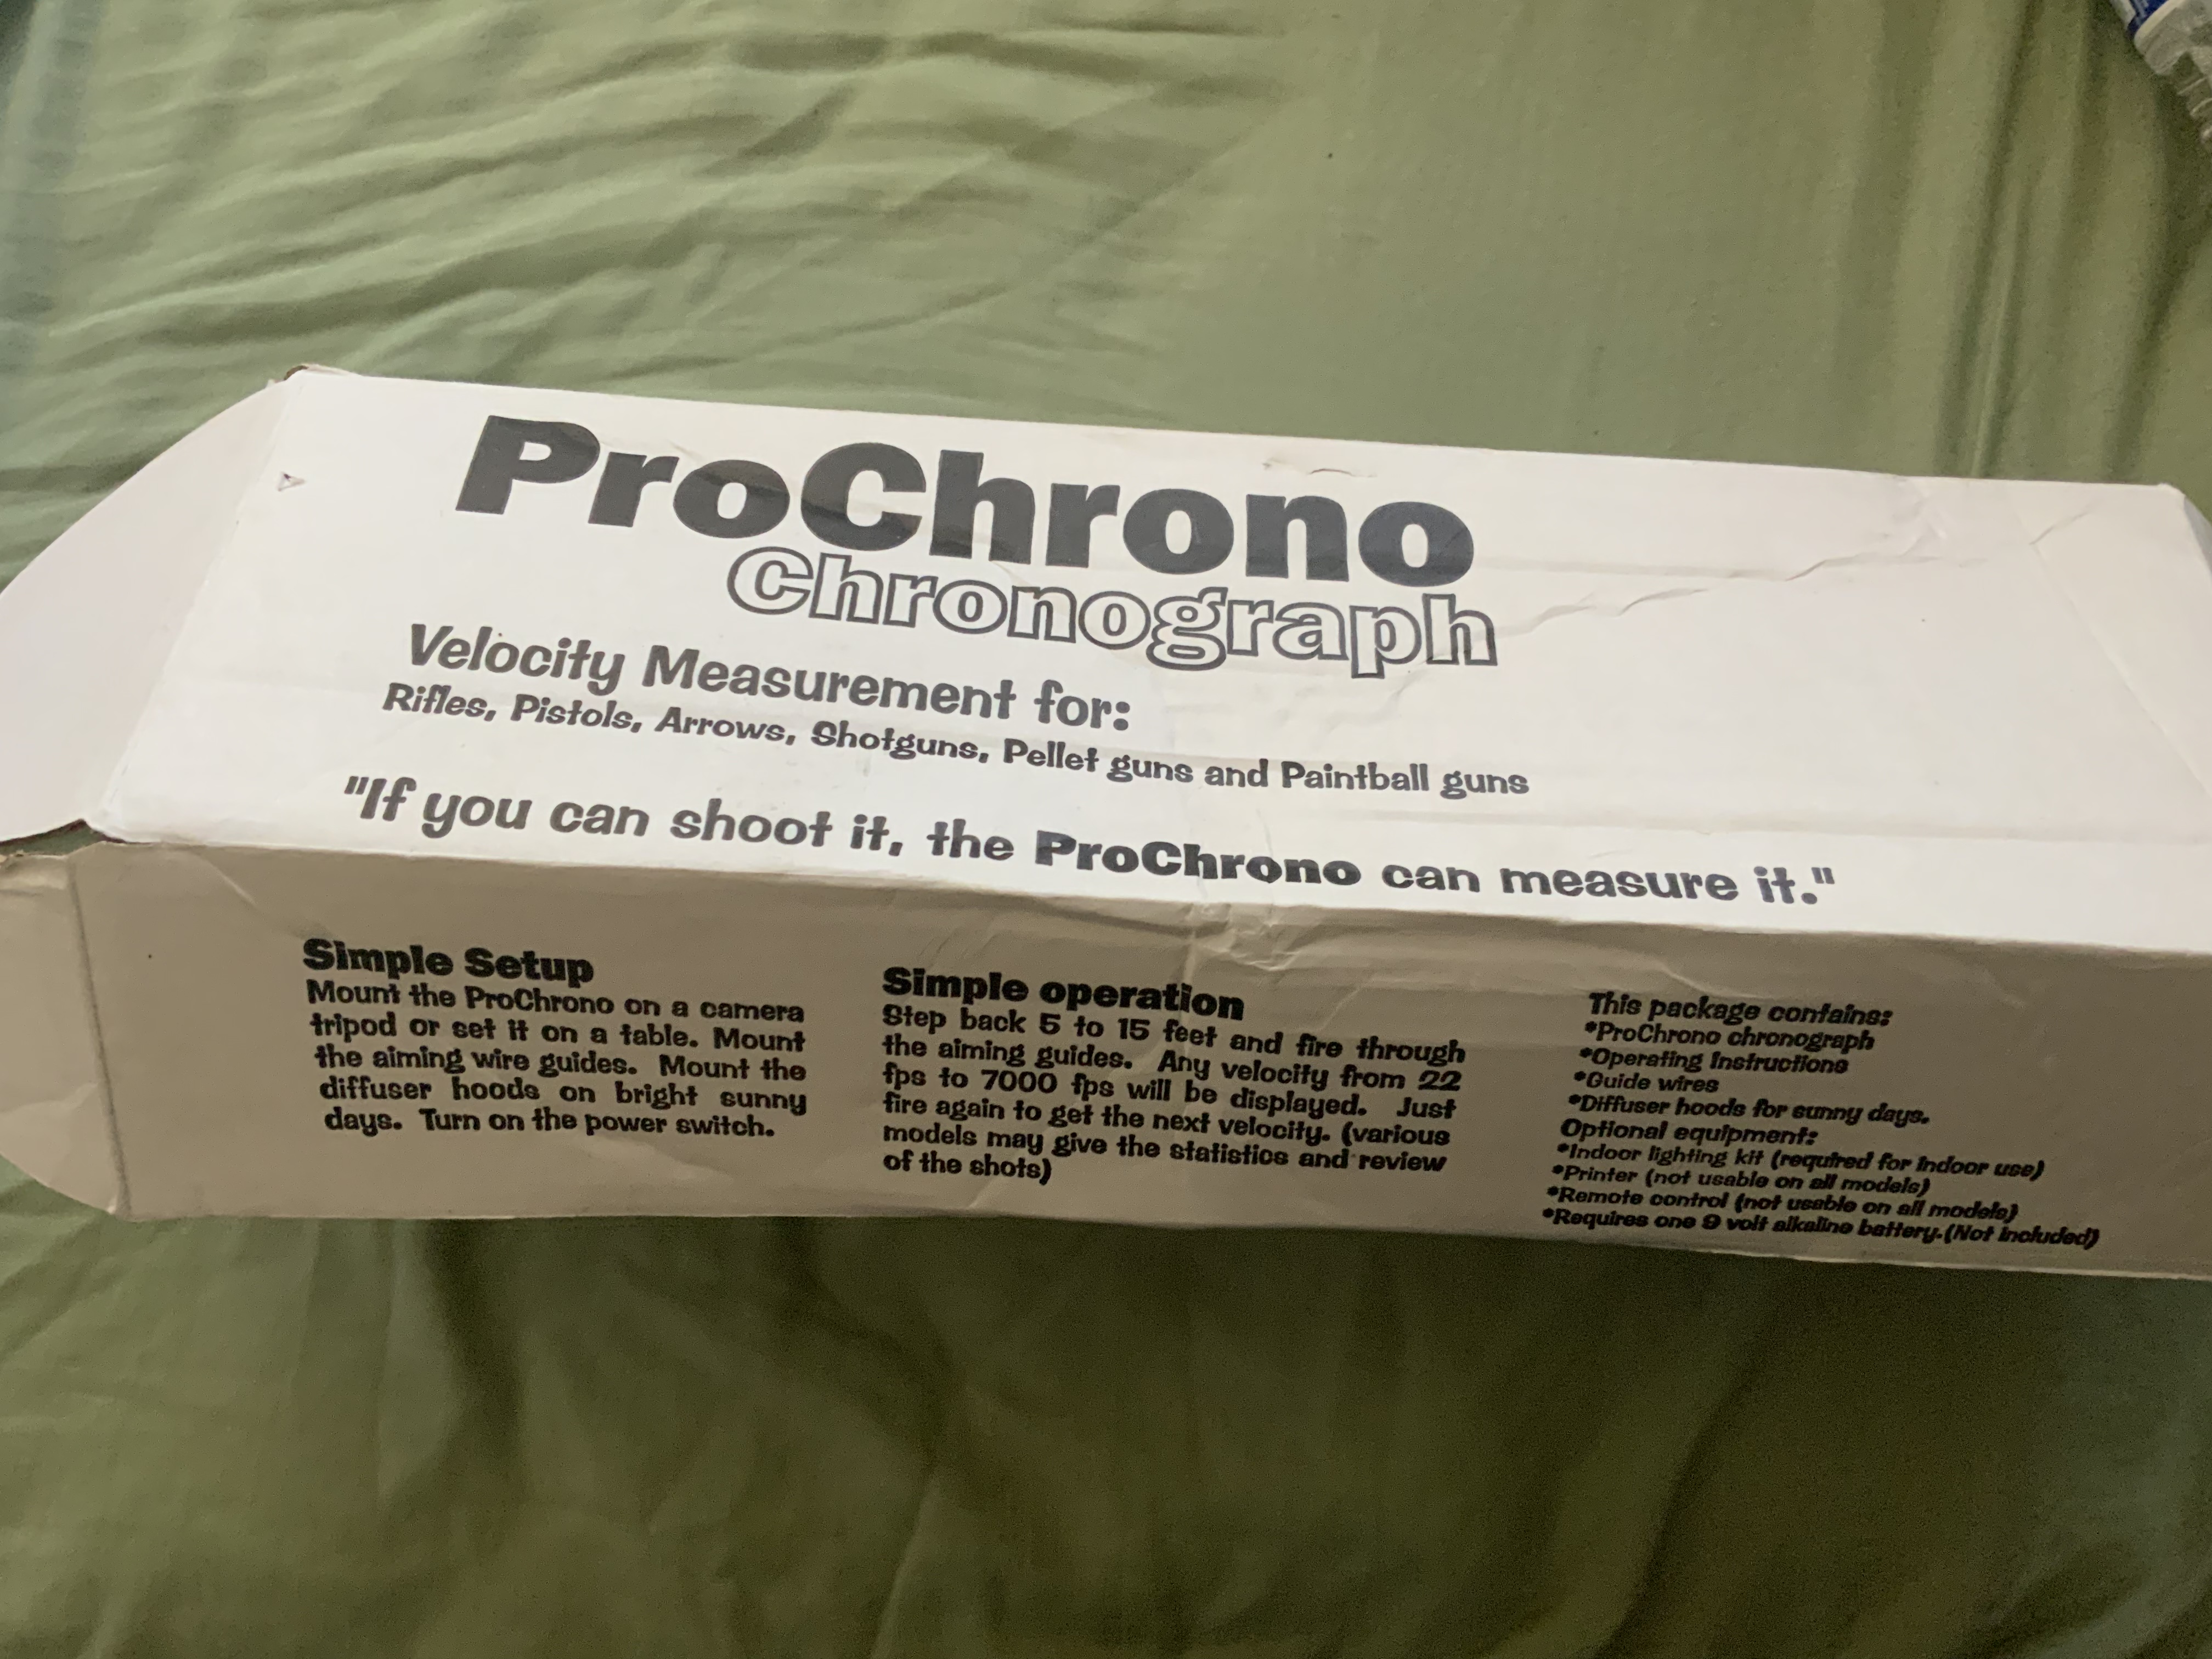 ProChrono
Chronograph
Velocity Measurement for:
Rifles, Pistols, Arrows, Shotguns, Pellet guns and Paintball guns
"If you can shoot it, the ProChrono can measure it."
Simple Setup
Mount the ProChrono on a camera
tripod or set it on a table. Mount
the aiming wire guides. Mount the
diffuser hoods on bright sunny
days. Turn on the power switch.
Simple operation
Step back 5 to 15 feet and fire through
the aiming guides. Any velocity from 22
fps to 7000 fps will be displayed. Just
fire again to get the next velocity. (various
models may give the statistics and review
of the shots)
This package contains:
*ProChrono chronograph
*Operating Instructions
*Guide wires
*Diffuser hoods for sunny days.
Optional equipment:
*Indoor lighting kit (required for indoor use)
*Printer (not usable on all models)
*Remote control (not usable on all models)
*Requires one 9 volt alkaline battery.(Not Included)